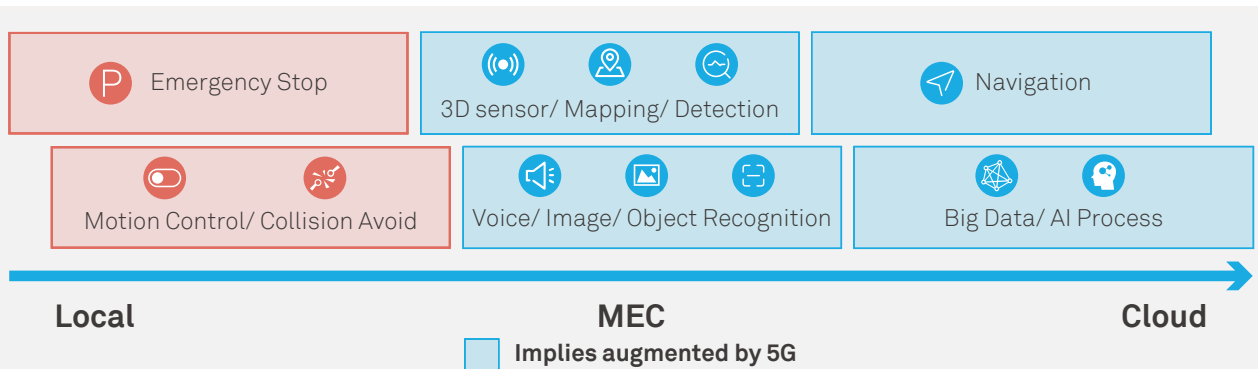 P Emergency Stop
3D sensor/ Mapping/ Detection
Navigation
Motion Control/ Collision Avoid
Voice/ Image/ Object Recognition
Big Data/ AI Process
Local
MEC
Cloud
Implies augmented by 5G